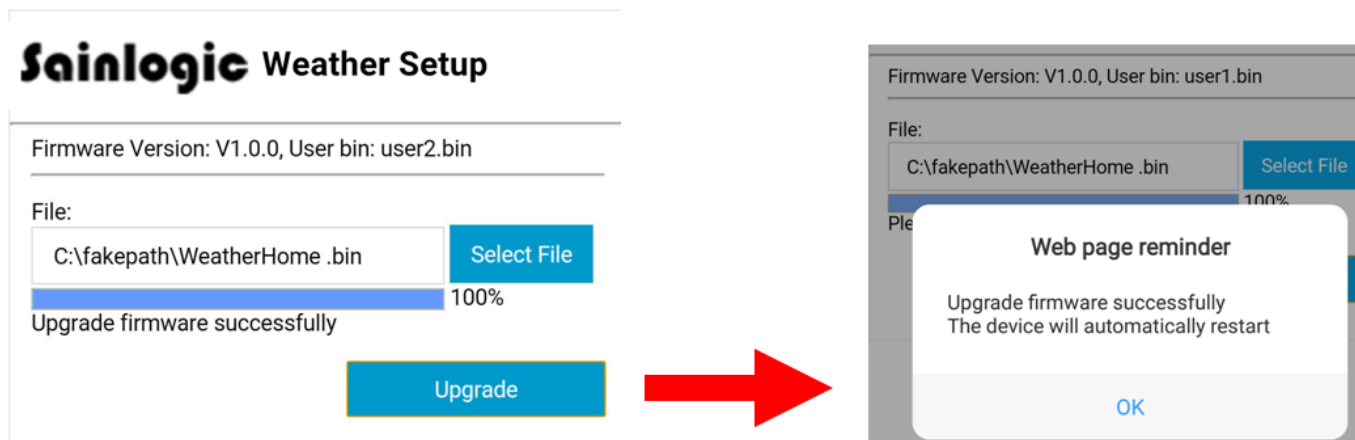 Sainlogic Weather Setup
Firmware Version: V1.0.0, User bin: user2.bin
File:
C:\fakepath\WeatherHome .bin
Select File
100%
Upgrade firmware successfully
Upgrade
Firmware Version: V1.0.0, User bin: user1.bin
File:
C:\fakepath\WeatherHome .bin
Select File
100%
Ple
Web page reminder
Upgrade firmware successfully
The device will automatically restart
OK